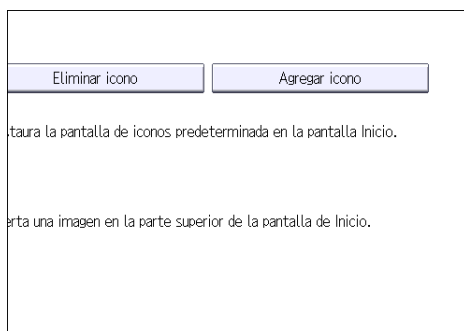 Eliminar icono Agregar icono
taura la pantalla de iconos predeterminada en la pantalla Inicio.
erta una imagen en la parte superior de la pantalla de Inicio.